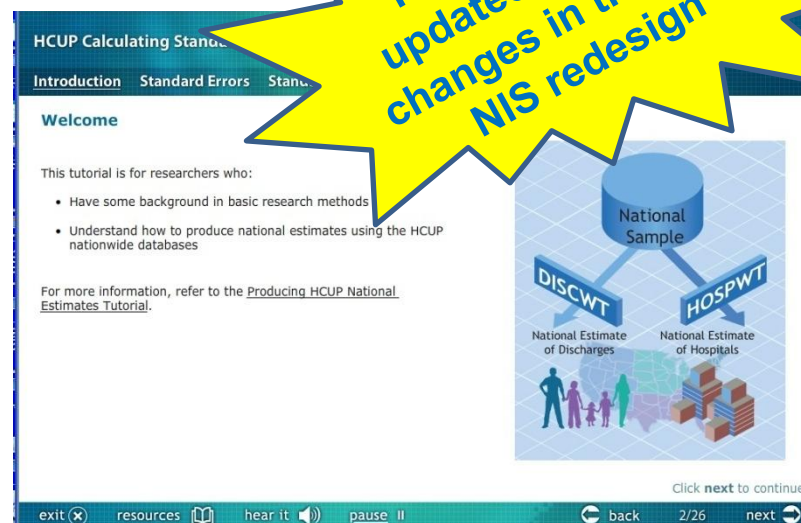 updated
changes in th
NIS redesign
HCUP Calculating Stand
Introduction Standard Errors Stan
Welcome
This tutorial is for researchers who:
• Have some background in basic research methods
• Understand how to produce national estimates using the HCUP
nationwide databases
For more information, refer to the Producing HCUP National
Estimates Tutorial.
National
Sample
DISCWT
HOSPWT
National Estimate
of Discharges
National Estimate
of Hospitals
Click next to continue
exit resources hear it pause back 2/26 next